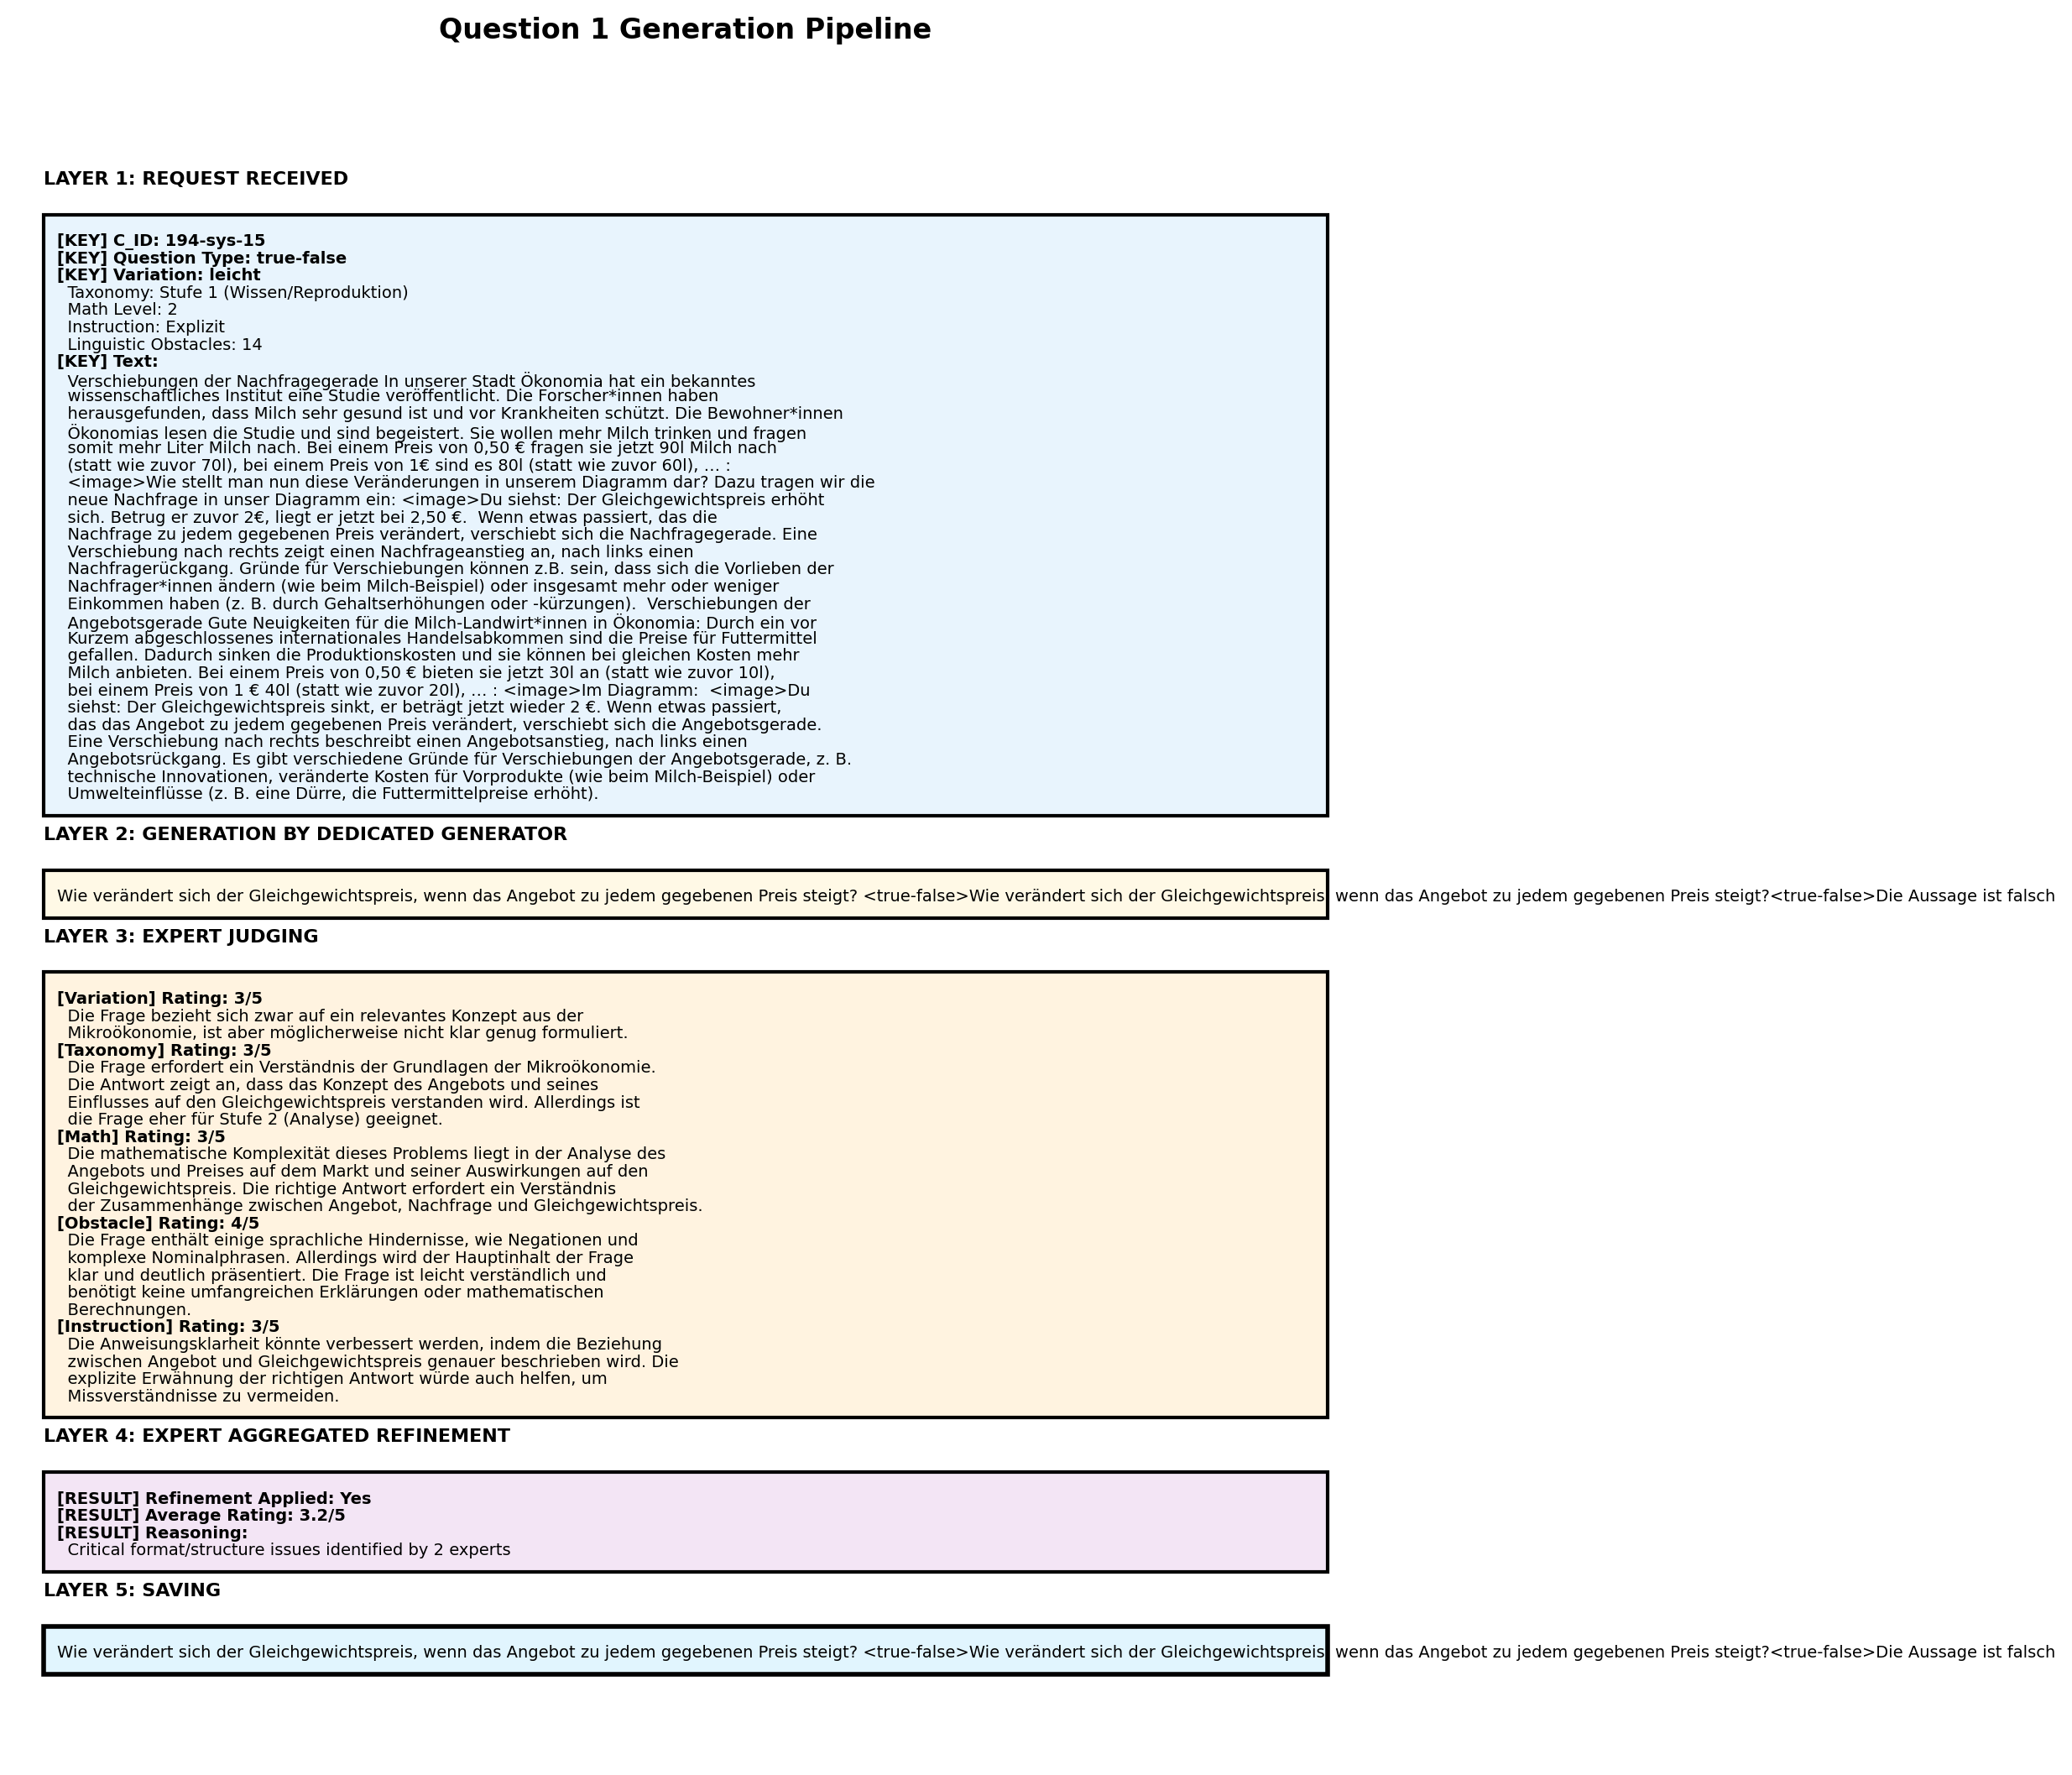 Question 1 Generation Pipeline
LAYER 1: REQUEST RECEIVED
[KEY] C_ID: 194-sys-15
[KEY] Question Type: true-false
[KEY] Variation: leicht
Taxonomy: Stufe 1 (Wissen/Reproduktion)
Math Level: 2
Instruction: Explizit
Linguistic Obstacles: 14
[KEY] Text:
Verschiebungen der Nachfragegerade In unserer Stadt Ökonomia hat ein bekanntes
wissenschaftliches Institut eine Studie veröffentlicht. Die Forscher*innen haben
herausgefunden, dass Milch sehr gesund ist und vor Krankheiten schützt. Die Bewohner*innen
Ökonomias lesen die Studie und sind begeistert. Sie wollen mehr Milch trinken und fragen
somit mehr Liter Milch nach. Bei einem Preis von 0,50 € fragen sie jetzt 90l Milch nach
(statt wie zuvor 70l), bei einem Preis von 1€ sind es 80l (statt wie zuvor 60l), … :
<image>Wie stellt man nun diese Veränderungen in unserem Diagramm dar? Dazu tragen wir die
neue Nachfrage in unser Diagramm ein: <image>Du siehst: Der Gleichgewichtspreis erhöht
sich. Betrug er zuvor 2€, liegt er jetzt bei 2,50 €.  Wenn etwas passiert, das die
Nachfrage zu jedem gegebenen Preis verändert, verschiebt sich die Nachfragegerade. Eine
Verschiebung nach rechts zeigt einen Nachfrageanstieg an, nach links einen
Nachfragerückgang. Gründe für Verschiebungen können z.B. sein, dass sich die Vorlieben der
Nachfrager*innen ändern (wie beim Milch-Beispiel) oder insgesamt mehr oder weniger
Einkommen haben (z. B. durch Gehaltserhöhungen oder -kürzungen).  Verschiebungen der
Angebotsgerade Gute Neuigkeiten für die Milch-Landwirt*innen in Ökonomia: Durch ein vor
Kurzem abgeschlossenes internationales Handelsabkommen sind die Preise für Futtermittel
gefallen. Dadurch sinken die Produktionskosten und sie können bei gleichen Kosten mehr
Milch anbieten. Bei einem Preis von 0,50 € bieten sie jetzt 30l an (statt wie zuvor 10l),
bei einem Preis von 1 € 40l (statt wie zuvor 20l), … : <image>Im Diagramm:  <image>Du
siehst: Der Gleichgewichtspreis sinkt, er beträgt jetzt wieder 2 €. Wenn etwas passiert,
das das Angebot zu jedem gegebenen Preis verändert, verschiebt sich die Angebotsgerade.
Eine Verschiebung nach rechts beschreibt einen Angebotsanstieg, nach links einen
Angebotsrückgang. Es gibt verschiedene Gründe für Verschiebungen der Angebotsgerade, z. B.
technische Innovationen, veränderte Kosten für Vorprodukte (wie beim Milch-Beispiel) oder
Umwelteinflüsse (z. B. eine Dürre, die Futtermittelpreise erhöht).
LAYER 2: GENERATION BY DEDICATED GENERATOR
Wie verändert sich der Gleichgewichtspreis, wenn das Angebot zu jedem gegebenen Preis steigt? <true-false>Wie verändert sich der Gleichgewichtspreis, wenn das Angebot zu jedem gegebenen Preis steigt?<true-false>Die Aussage ist falsch
LAYER 3: EXPERT JUDGING
[Variation] Rating: 3/5
Die Frage bezieht sich zwar auf ein relevantes Konzept aus der
Mikroökonomie, ist aber möglicherweise nicht klar genug formuliert.
[Taxonomy] Rating: 3/5
Die Frage erfordert ein Verständnis der Grundlagen der Mikroökonomie.
Die Antwort zeigt an, dass das Konzept des Angebots und seines
Einflusses auf den Gleichgewichtspreis verstanden wird. Allerdings ist
die Frage eher für Stufe 2 (Analyse) geeignet.
[Math] Rating: 3/5
Die mathematische Komplexität dieses Problems liegt in der Analyse des
Angebots und Preises auf dem Markt und seiner Auswirkungen auf den
Gleichgewichtspreis. Die richtige Antwort erfordert ein Verständnis
der Zusammenhänge zwischen Angebot, Nachfrage und Gleichgewichtspreis.
[Obstacle] Rating: 4/5
Die Frage enthält einige sprachliche Hindernisse, wie Negationen und
komplexe Nominalphrasen. Allerdings wird der Hauptinhalt der Frage
klar und deutlich präsentiert. Die Frage ist leicht verständlich und
benötigt keine umfangreichen Erklärungen oder mathematischen
Berechnungen.
[Instruction] Rating: 3/5
Die Anweisungsklarheit könnte verbessert werden, indem die Beziehung
zwischen Angebot und Gleichgewichtspreis genauer beschrieben wird. Die
explizite Erwähnung der richtigen Antwort würde auch helfen, um
Missverständnisse zu vermeiden.
LAYER 4: EXPERT AGGREGATED REFINEMENT
[RESULT] Refinement Applied: Yes
[RESULT] Average Rating: 3.2/5
[RESULT] Reasoning:
Critical format/structure issues identified by 2 experts
LAYER 5: SAVING
Wie verändert sich der Gleichgewichtspreis, wenn das Angebot zu jedem gegebenen Preis steigt? <true-false>Wie verändert sich der Gleichgewichtspreis, wenn das Angebot zu jedem gegebenen Preis steigt?<true-false>Die Aussage ist falsch